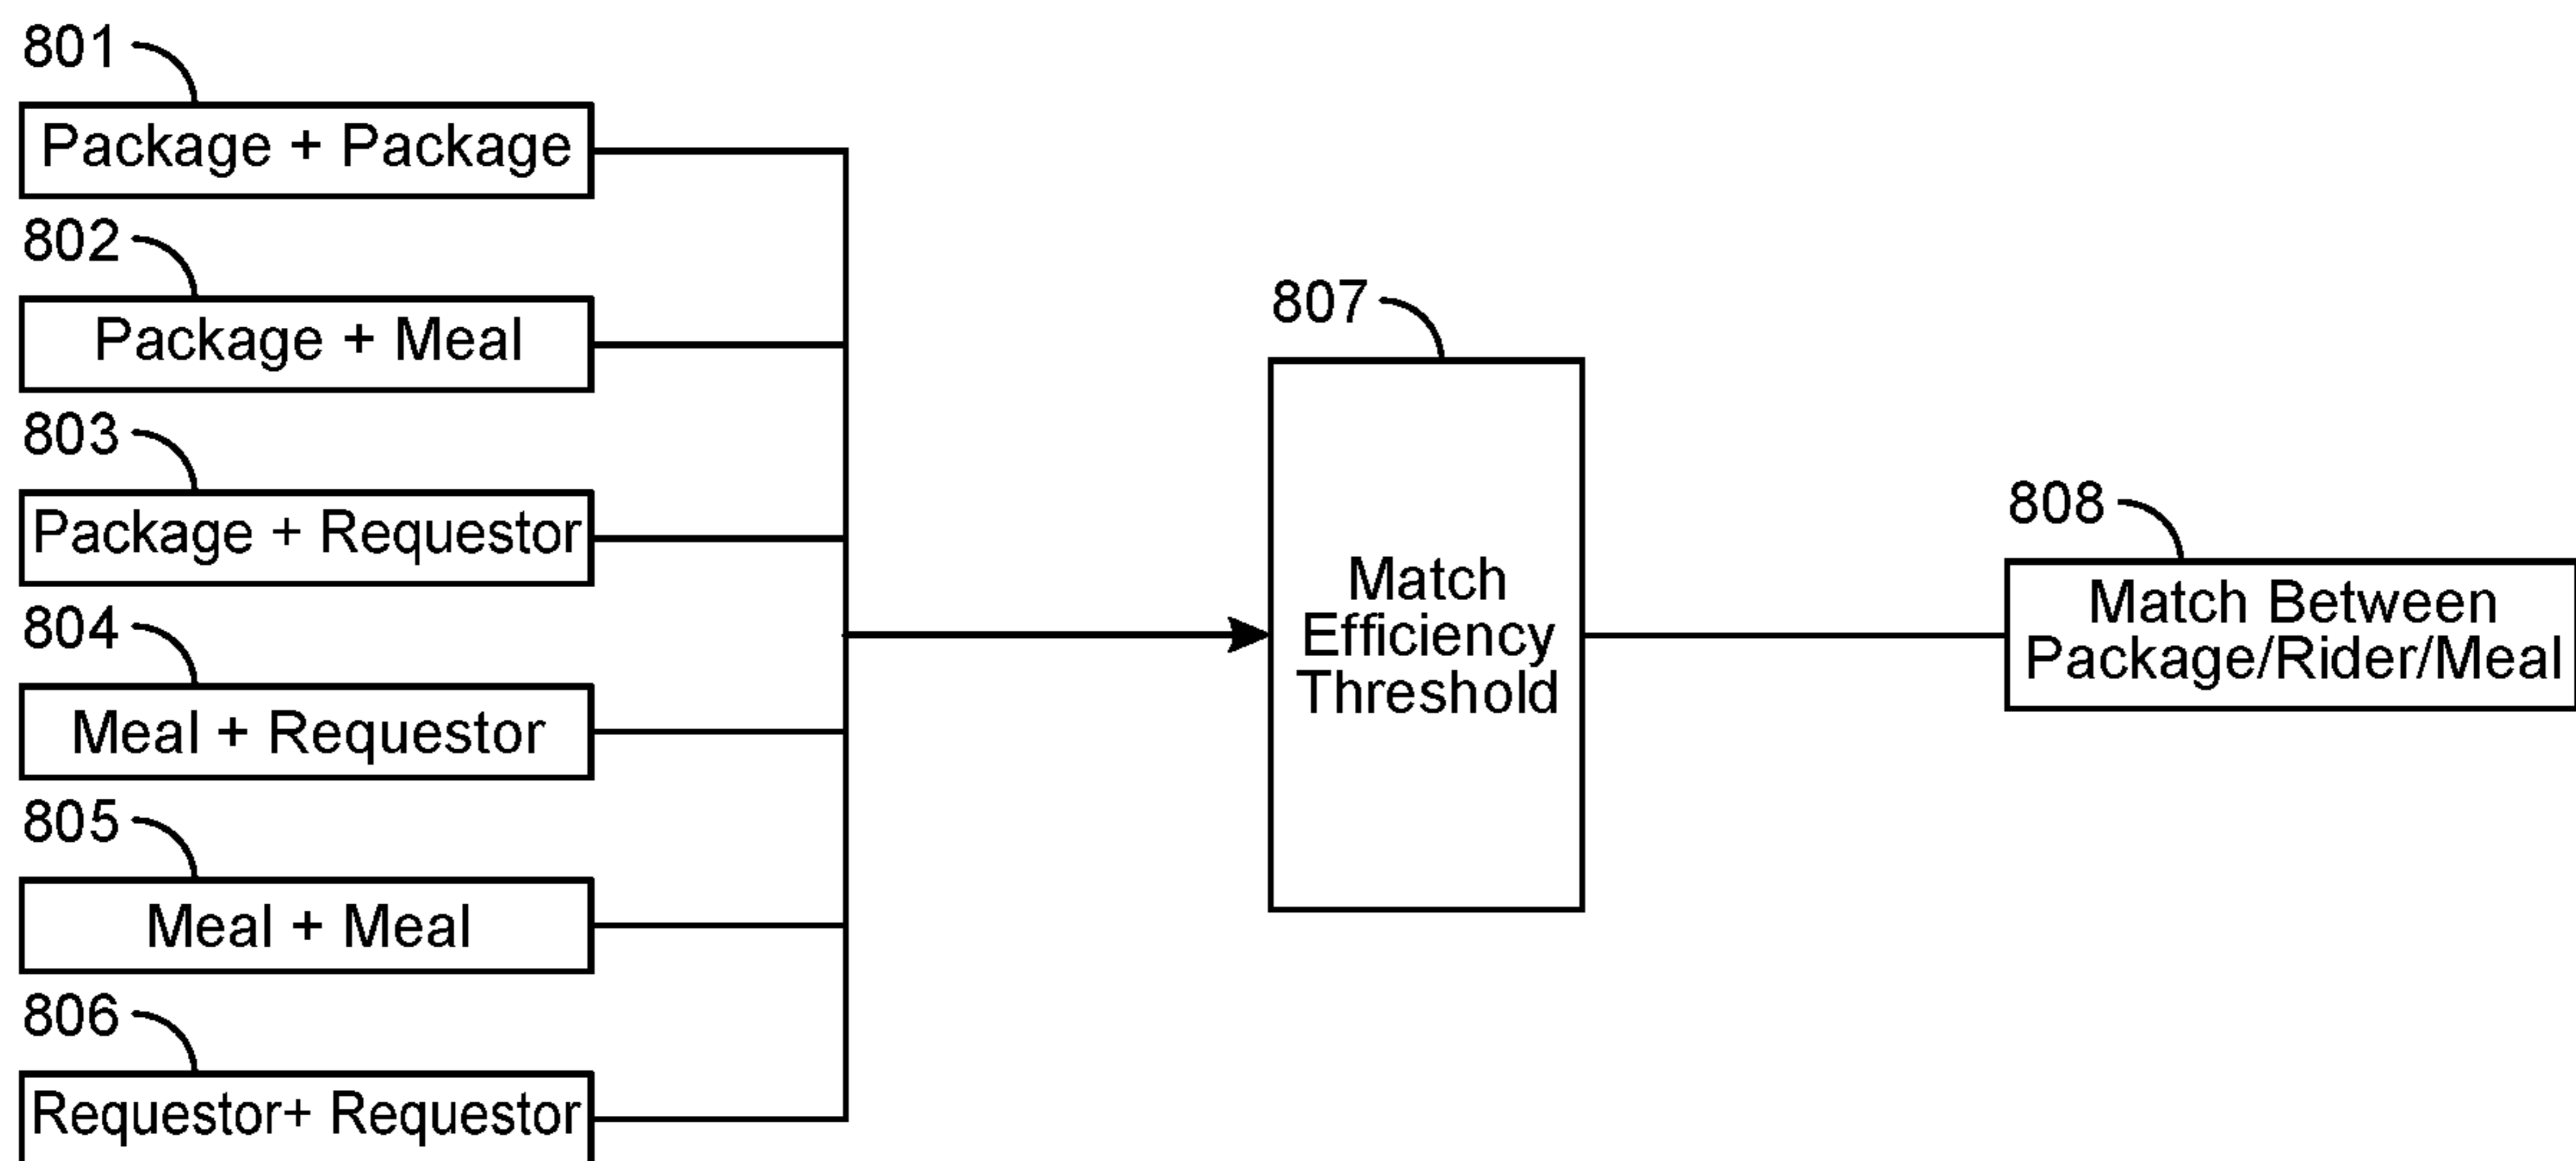 801
Package + Package
802
Package + Meal
803
Package + Requestor
804
Meal + Requestor
805
Meal + Meal
806
Requestor+ Requestor
807
Match
Efficiency
Threshold
808
Match Between
Package/Rider/Meal